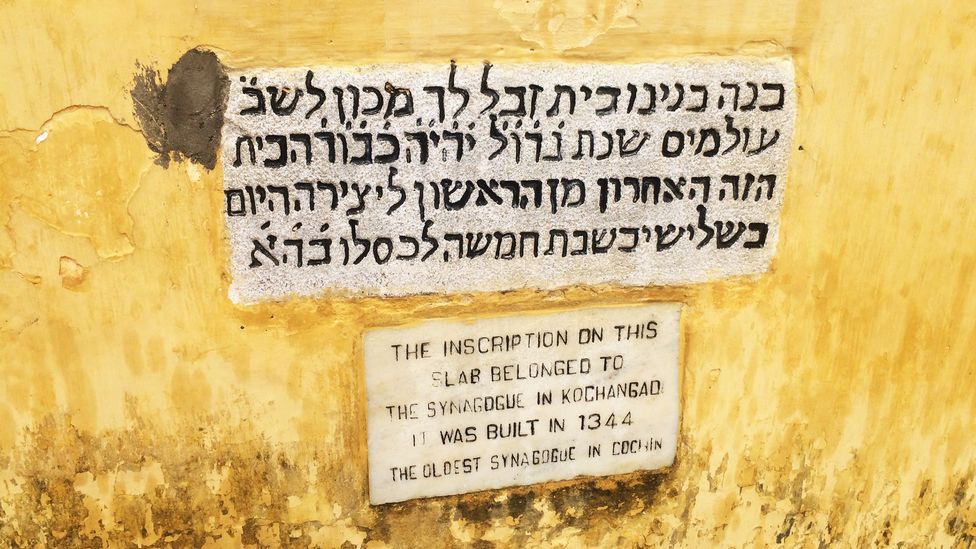 בנה בנינו בית זבל לך מכון לשב̈
עולמים שנת גדול יהיה כבוד הבית
הזה האחרון מן הראשון ליצירה היום
בשלישי בשבת חמשה לכסלו בהא
THE INSCRIPTION ON THIS
SLAB BELONGED TO
THE SYNAGOGUE IN KOCHANGADI
IT WAS BUILT IN 1344
THE OLDEST SYNAGOGUE IN COCHIN